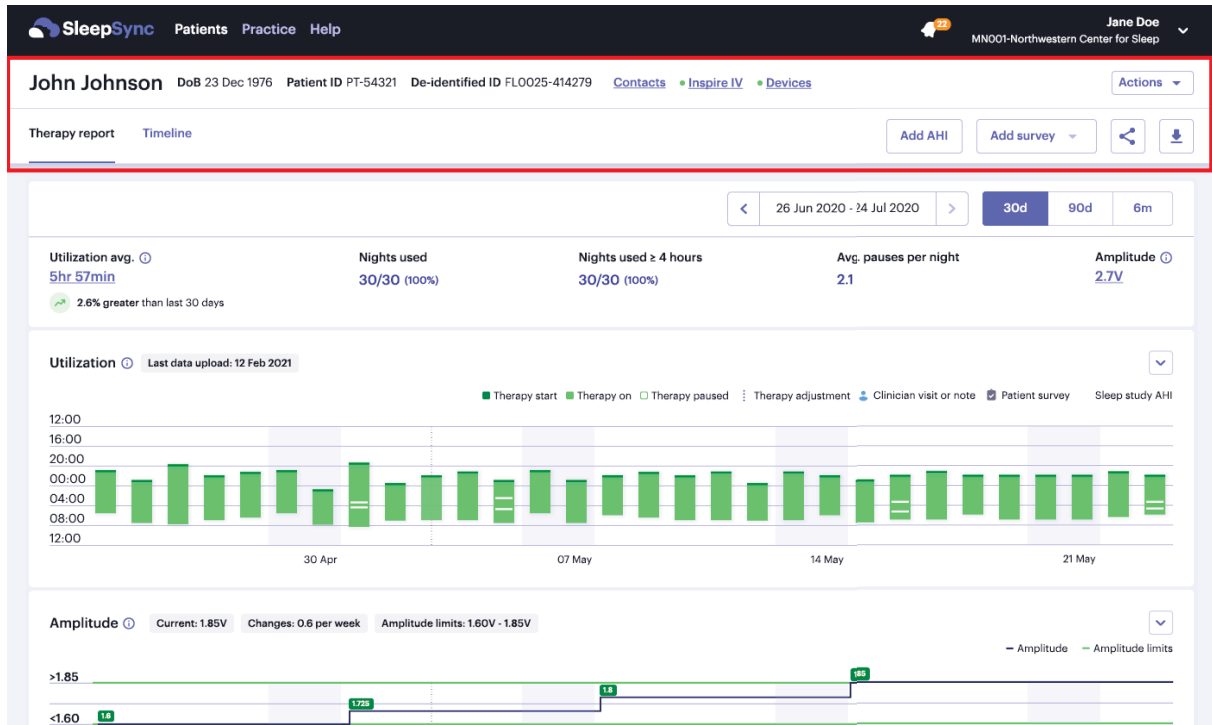 SleepSync Patients Practice Help 22 Jane Doe
MN001-Northwestern Center for Sleep
John Johnson DoB 23 Dec 1976 Patient ID PT-54321 De-identified ID FL0025-414279 Contacts Inspire IV Devices Actions
Therapy report Timeline Add AHI Add survey
26 Jun 2020 - 24 Jul 2020 30d 90d 6m
Utilization avg. Nights used Nights used ≥ 4 hours Avg. pauses per night Amplitude
5hr 57min 30/30 (100%) 30/30 (100%) 2.1 2.7V
2.6% greater than last 30 days
Utilization Last data upload: 12 Feb 2021
Therapy start Therapy on Therapy paused Therapy adjustment Clinician visit or note Patient survey Sleep study AHI
12:00
16:00
20:00
00:00
04:00
08:00
12:00
30 Apr 07 May 14 May 21 May
Amplitude Current: 1.85V Changes: 0.6 per week Amplitude limits: 1.60V - 1.85V
Amplitude Amplitude limits
>1.85 1.85
1.8
1.725
<1.60 1.6